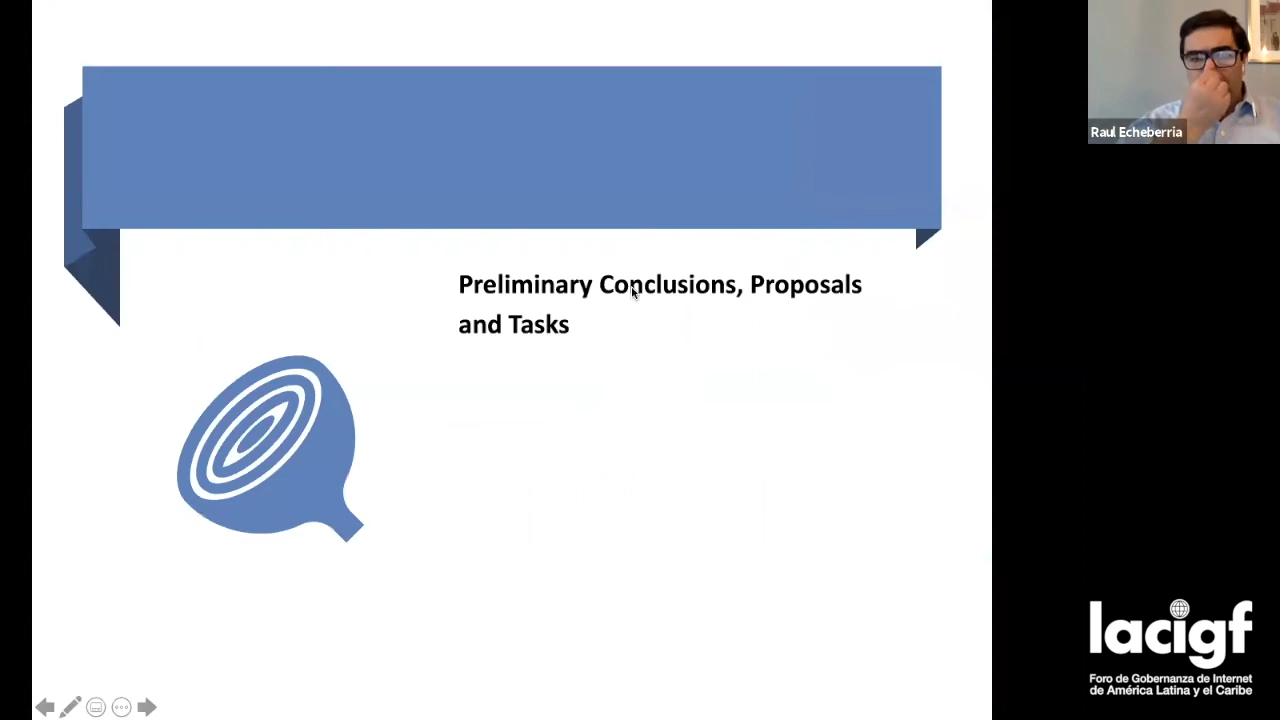 Preliminary Conclusions, Proposals
and Tasks
Raul Echeberria
lacigf
Foro de Gobernanza de Internet
de América Latina y el Caribe